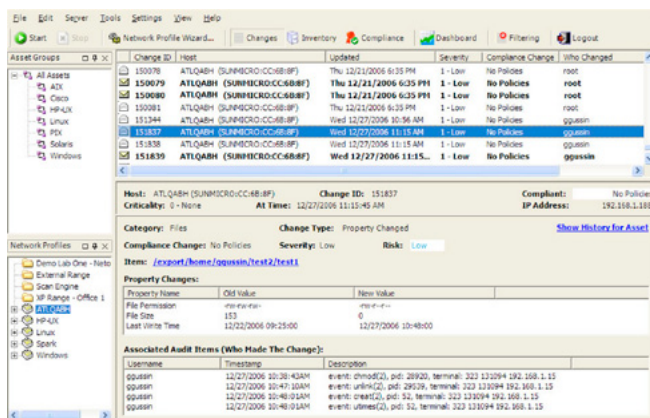 File Edit Server Tools Settings View Help
Start Stop Network Profile Wizard... Changes Inventory Compliance Dashboard Filtering Logout
Asset Groups
All Assets
AIX
Cisco
HP-UX
Linux
PIX
Solaris
Windows
Change ID Host Updated Severity Compliance Change Who Changed
150078 ATLQABH (SUNMICRO:CC:6B:8F) Thu 12/21/2006 6:35 PM 1 - Low No Policies root
150079 ATLQABH (SUNMICRO:CC:6B:8F) Thu 12/21/2006 6:35 PM 1 - Low No Policies root
150080 ATLQABH (SUNMICRO:CC:6B:8F) Thu 12/21/2006 6:35 PM 1 - Low No Policies root
150081 ATLQABH (SUNMICRO:CC:6B:8F) Thu 12/21/2006 6:35 PM 1 - Low No Policies root
151344 ATLQABH (SUNMICRO:CC:6B:8F) Wed 12/27/2006 10:56 AM 1 - Low No Policies ggussin
151837 ATLQABH (SUNMICRO:CC:6B:8F) Wed 12/27/2006 11:15 AM 1 - Low No Policies ggussin
151838 ATLQABH (SUNMICRO:CC:6B:8F) Wed 12/27/2006 11:15 AM 1 - Low No Policies ggussin
151839 ATLQABH (SUNMICRO:CC:6B:8F) Wed 12/27/2006 11:15... 1 - Low No Policies ggussin
Host: ATLQABH (SUNMICRO:CC:6B:8F) Change ID: 151837 Compliant: No Policie
Criticality: 0 - None At Time: 12/27/2006 11:15:45 AM IP Address: 192.168.1.18
Category: Files Change Type: Property Changed Show History for Asset
Compliance Change: No Policies Severity: Low Risk: Low
Item: /export/home/ggussin/test2/test1
Property Changes:
Property Name Old Value New Value
File Permission -rw-rw-rw- -rw-r--r--
File Size 153 0
Last Write Time 12/22/2006 09:25:00 12/27/2006 10:48:00
Associated Audit Items (Who Made The Change):
Username Timestamp Description
ggussin 12/27/2006 10:38:43AM event: chmod(2), pid: 28920, terminal: 323 131094 192.168.1.15
ggussin 12/27/2006 10:47:10AM event: unlink(2), pid: 29539, terminal: 323 131094 192.168.1.15
ggussin 12/27/2006 10:48:01AM event: creat(2), pid: 52, terminal: 323 131094 192.168.1.15
ggussin 12/27/2006 10:48:01AM event: utimes(2), pid: 52, terminal: 323 131094 192.168.1.15
Network Profiles
Demo Lab One - Neto
External Range
Scan Engine
XP Range - Office 1
ATLQABH
HP-UX
Linux
Spark
Windows